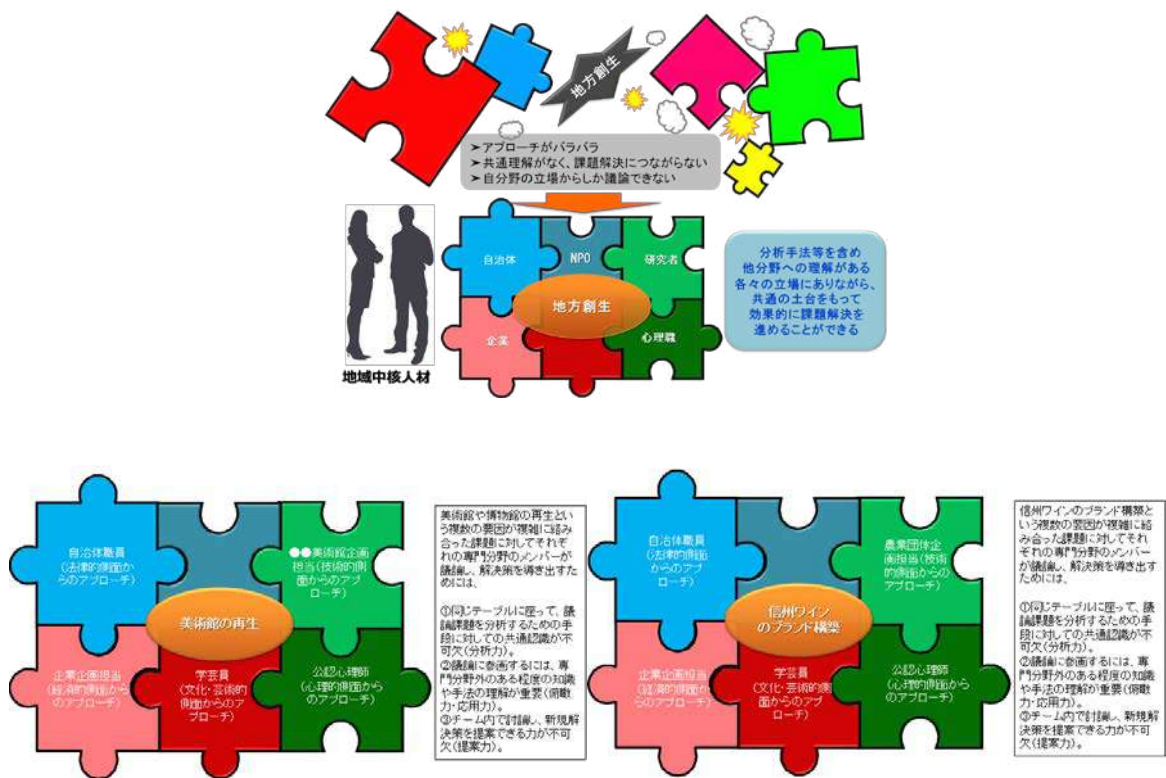 地方創生
➢アプローチがバラバラ
➢共通理解がなく、課題解決につながらない
➢自分野の立場からしか議論できない
自治体
NPO
研究者
地方創生
企業
心理職
地域中核人材
分析手法等を含め
他分野への理解がある
各々の立場にありながら、
共通の土台をもって
効果的に課題解決を
進めることができる
自治体職員
(法律的側面か
らのアプローチ)
●●美術館企画
担当(技術的側
面からのアプ
ローチ)
美術館の再生
企業企画担当
(経済的側面から
のアプローチ)
学芸員
(文化・芸術的
側面からのア
プローチ)
公認心理師
(心理的側面から
のアプローチ)
美術館や博物館の再生とい
う複数の要因が複雑に絡み
合った課題に対してそれぞ
れの専門分野のメンバーが
議論し、解決策を導き出すた
めには、
①同じテーブルに座って、議
論課題を分析するための手
段に対しての共通認識が不
可欠(分析力)。
②議論に参画するには、専
門分野外のある程度の知識
や手法の理解が重要(俯瞰
力・応用力)。
③チーム内で討論し、新規解
決策を提案できる力が不可
欠(提案力)。
自治体職員
(法律的側面
からのアプ
ローチ)
農業団体企
画担当(技術
的側面からの
アプローチ)
信州ワイン
のブランド構築
企業企画担当
(経済的側面か
らのアプローチ)
学芸員
(文化・芸術的側
面からのアプ
ローチ)
公認心理師
(心理的側面か
らのアプローチ)
信州ワインのブランド構築と
いう複数の要因が複雑に絡
み合った課題に対してそれ
ぞれの専門分野のメンバー
が議論し、解決策を導き出す
ためには、
①同じテーブルに座って、議
論課題を分析するための手
段に対しての共通認識が不
可欠(分析力)。
②議論に参画するには、専
門分野外のある程度の知識
や手法の理解が重要(俯瞰
力・応用力)。
③チーム内で討論し、新規解
決策を提案できる力が不可
欠(提案力)。